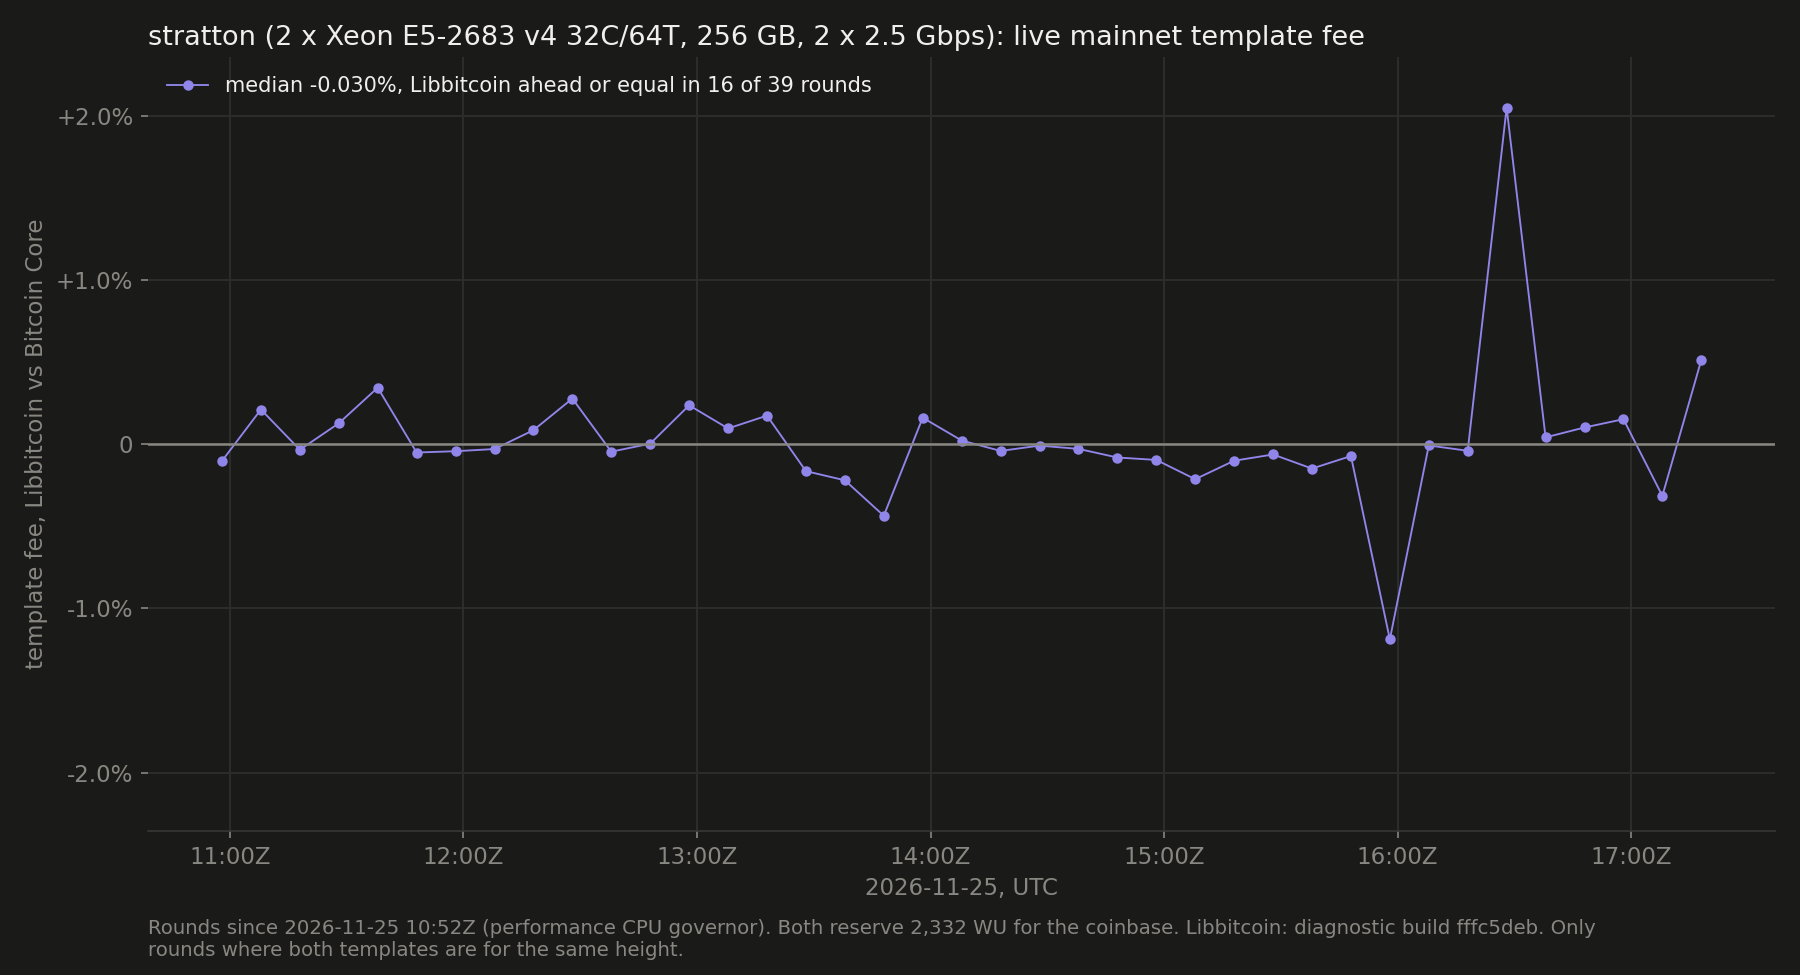 stratton (2 x Xeon E5-2683 v4 32C/64T, 256 GB, 2 x 2.5 Gbps): live mainnet template fee
median -0.030%, Libbitcoin ahead or equal in 16 of 39 rounds
template fee, Libbitcoin vs Bitcoin Core
+2.0%
+1.0%
0
-1.0%
-2.0%
11:00Z
12:00Z
13:00Z
14:00Z
15:00Z
16:00Z
17:00Z
2026-11-25, UTC
Rounds since 2026-11-25 10:52Z (performance CPU governor). Both reserve 2,332 WU for the coinbase. Libbitcoin: diagnostic build fffc5deb. Only
rounds where both templates are for the same height.